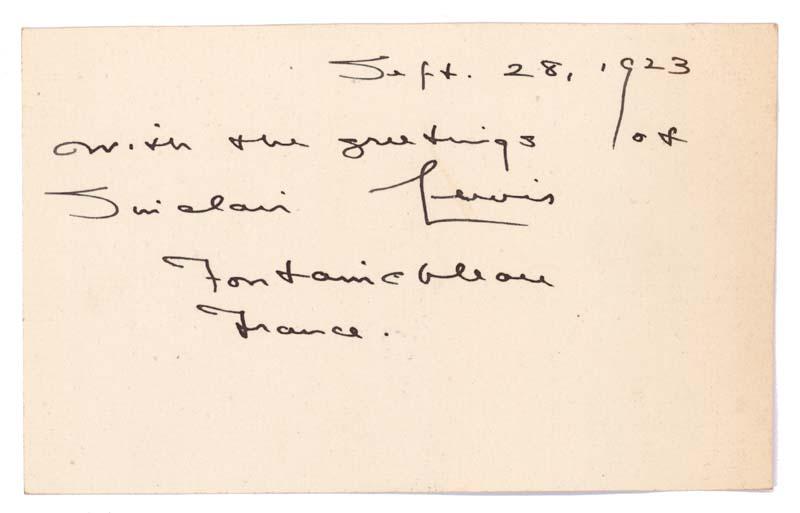 Sept. 28, 1923
with the greetings of
Sinclair Lewis
Fontainebleau
France.